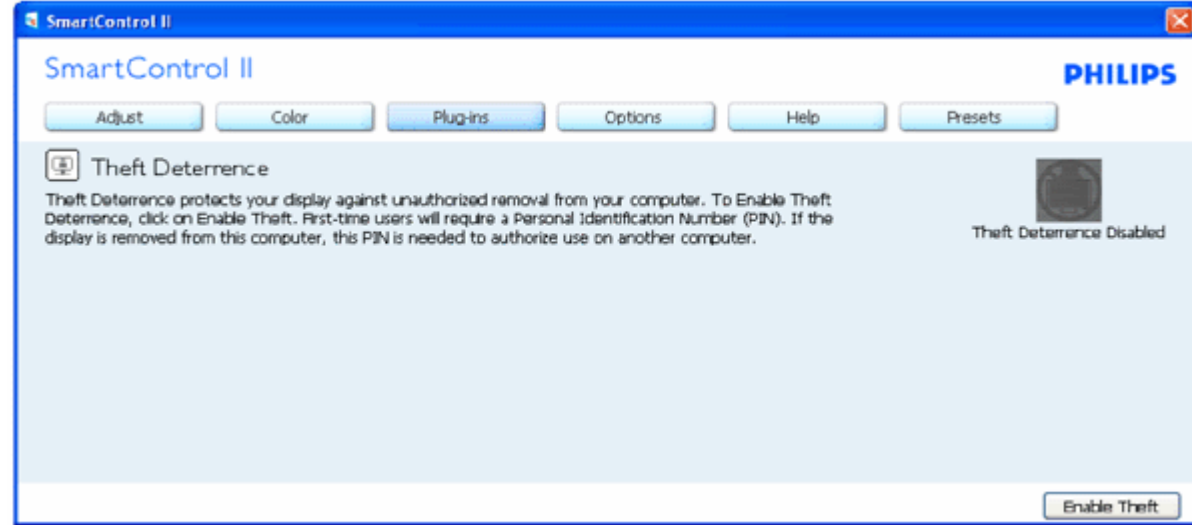 SmartControl II
SmartControl II
PHILIPS
Adjust Color Plug-ins Options Help Presets
Theft Deterrence
Theft Deterrence protects your display against unauthorized removal from your computer. To Enable Theft
Deterrence, click on Enable Theft. First-time users will require a Personal Identification Number (PIN). If the
display is removed from this computer, this PIN is needed to authorize use on another computer.
Theft Deterrence Disabled
Enable Theft